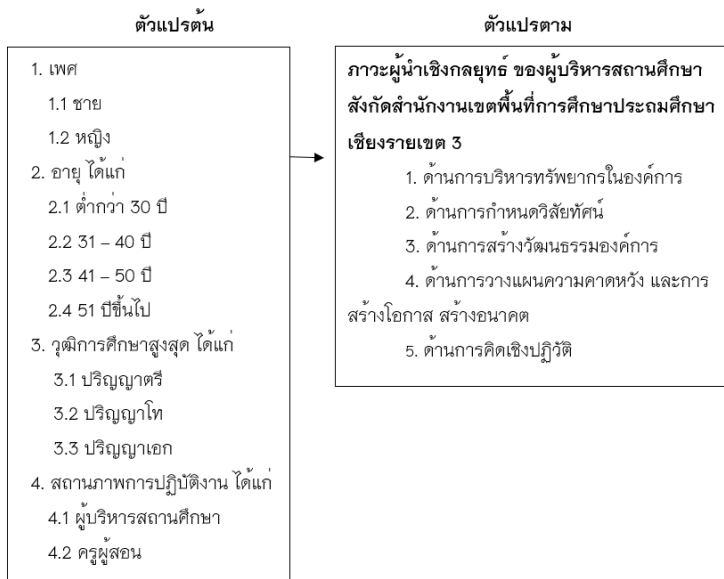 ตัวแปรต้น
1. เพศ
1.1 ชาย
1.2 หญิง
2. อายุ ได้แก่
2.1 ต่ำกว่า 30 ปี
2.2 31 – 40 ปี
2.3 41 – 50 ปี
2.4 51 ปีขึ้นไป
3. วุฒิการศึกษาสูงสุด ได้แก่
3.1 ปริญญาตรี
3.2 ปริญญาโท
3.3 ปริญญาเอก
4. สถานภาพการปฏิบัติงาน ได้แก่
4.1 ผู้บริหารสถานศึกษา
4.2 ครูผู้สอน
ตัวแปรตาม
ภาวะผู้นำเชิงกลยุทธ์ ของผู้บริหารสถานศึกษา
สังกัดสำนักงานเขตพื้นที่การศึกษาประถมศึกษา
เชียงรายเขต 3
1. ด้านการบริหารทรัพยากรในองค์การ
2. ด้านการกำหนดวิสัยทัศน์
3. ด้านการสร้างวัฒนธรรมองค์การ
4. ด้านการวางแผนความคาดหวัง และการ
สร้างโอกาส สร้างอนาคต
5. ด้านการคิดเชิงปฏิวัติ